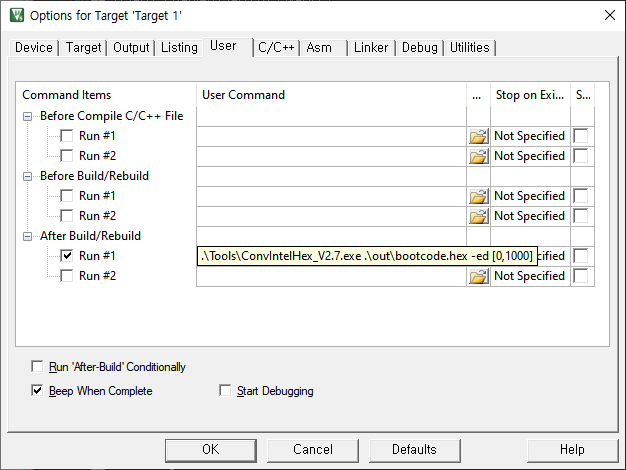 Options for Target 'Target 1'
Device Target Output Listing User C/C++ Asm Linker Debug Utilities
Command Items User Command ... Stop on Exi... S...
Before Compile C/C++ File
Run #1 Not Specified
Run #2 Not Specified
Before Build/Rebuild
Run #1 Not Specified
Run #2 Not Specified
After Build/Rebuild
Run #1 .\Tools\ConvIntelHex_V2.7.exe .\out\bootcode.hex -ed [0,1000] cified
Run #2 Not Specified
Run 'After-Build' Conditionally
Beep When Complete Start Debugging
OK Cancel Defaults Help